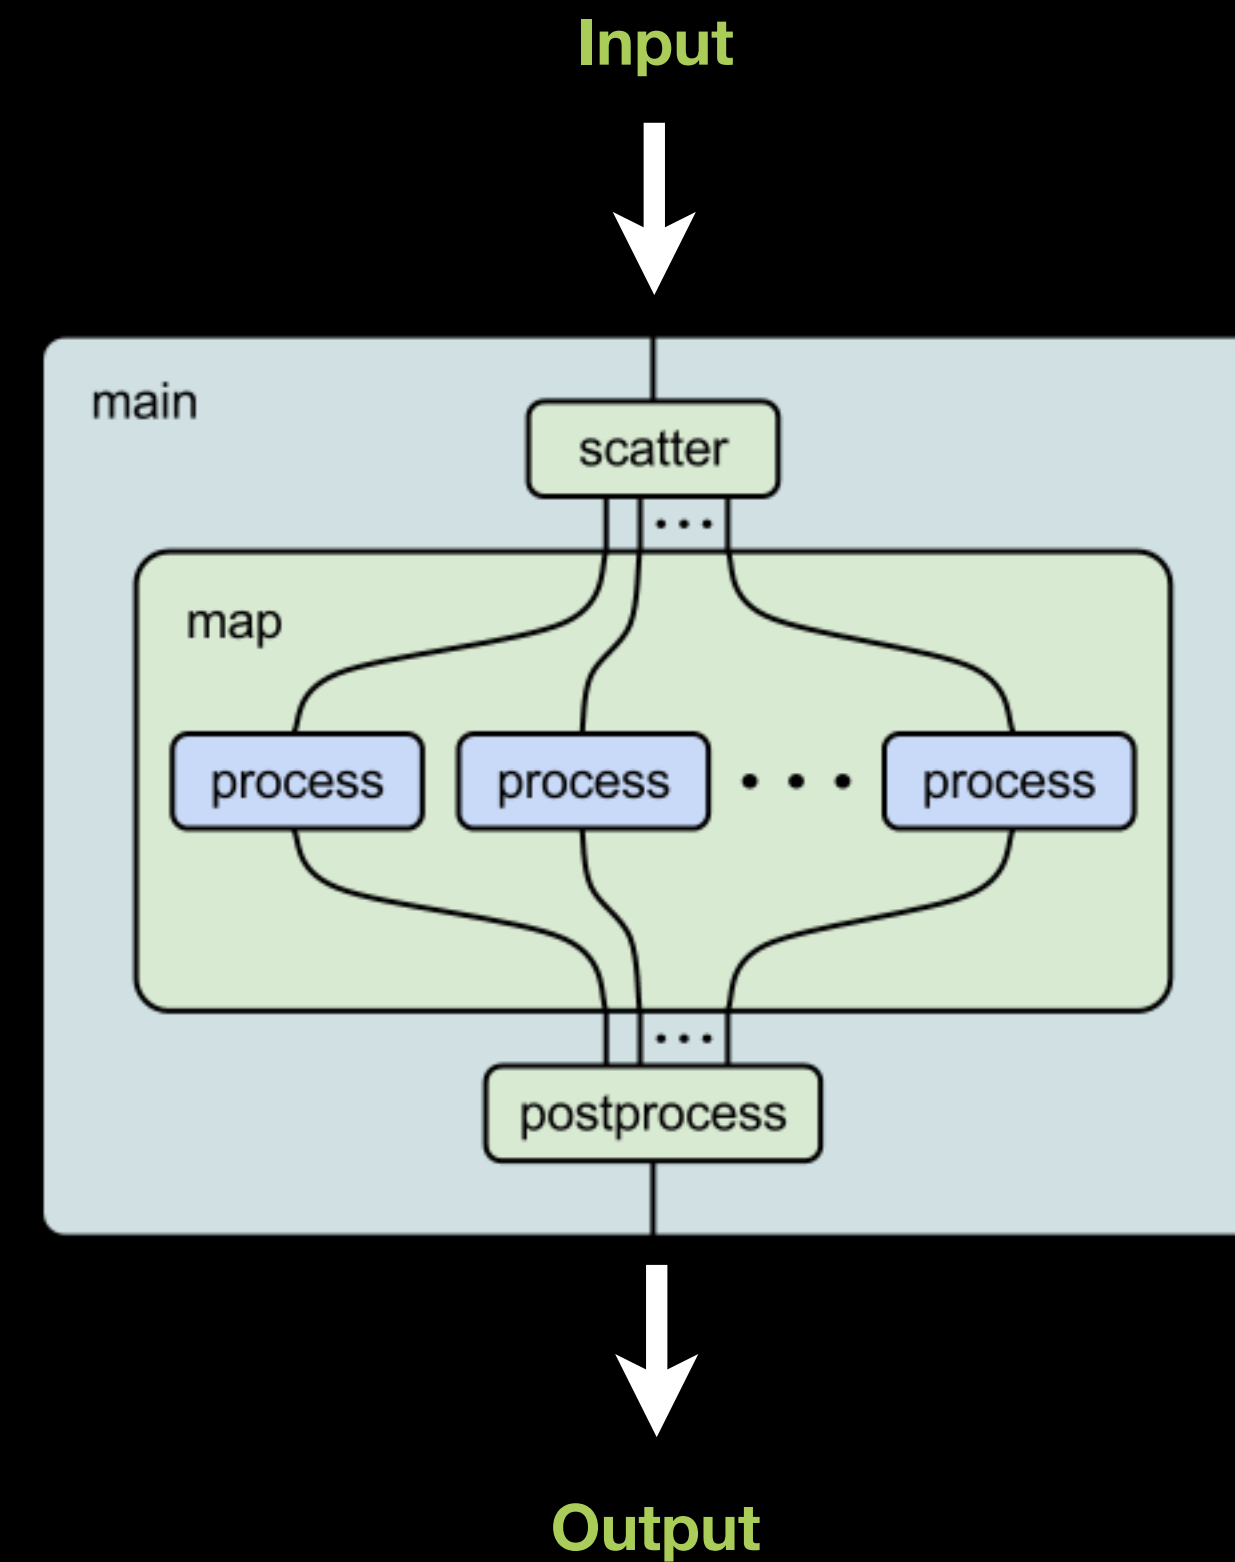 Input
main
scatter
...
map
process process ... process
...
postprocess
Output